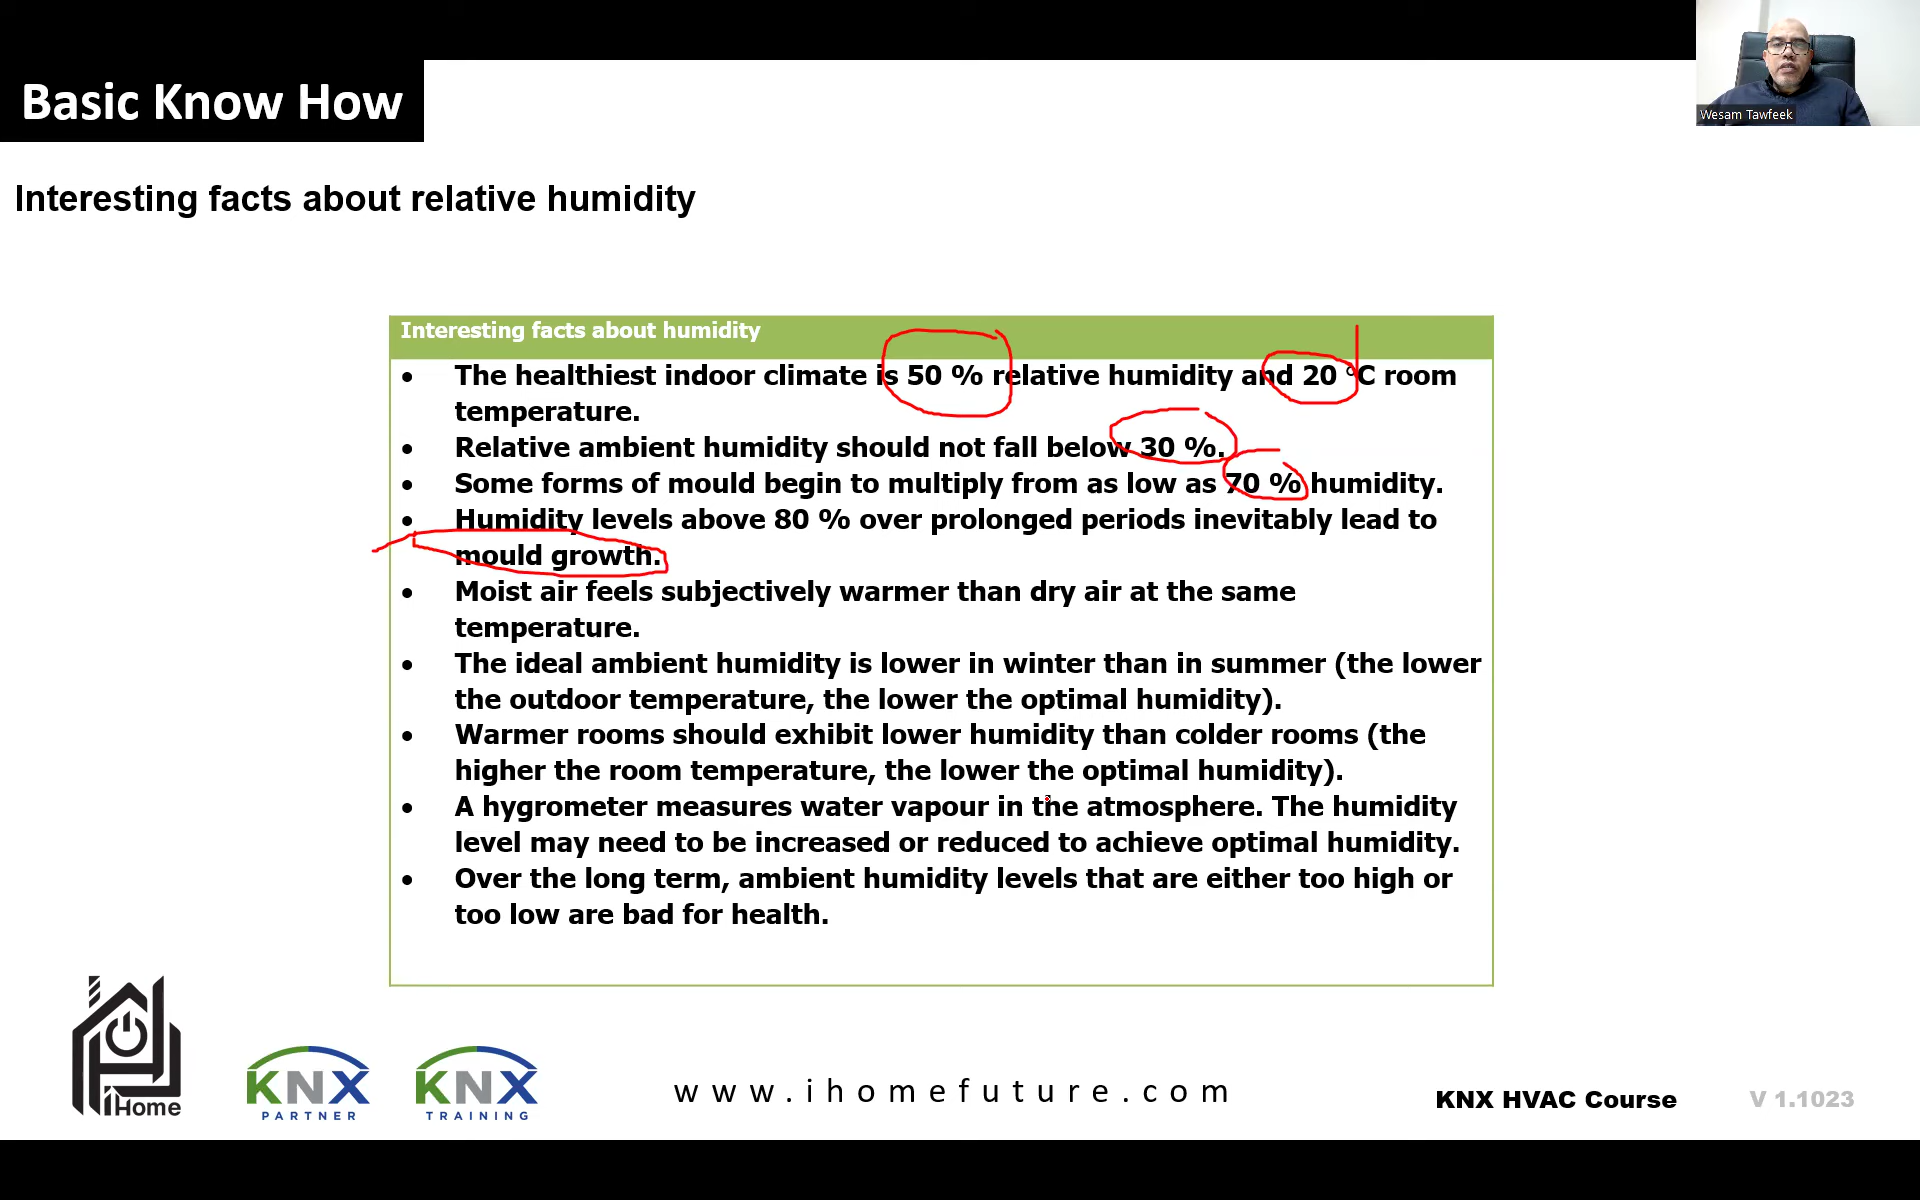 Wesam Tawfeek
Basic Know How
Interesting facts about relative humidity
Interesting facts about humidity
• The healthiest indoor climate is 50 % relative humidity and 20 °C room
temperature.
• Relative ambient humidity should not fall below 30 %.
• Some forms of mould begin to multiply from as low as 70 % humidity.
• Humidity levels above 80 % over prolonged periods inevitably lead to
mould growth.
• Moist air feels subjectively warmer than dry air at the same
temperature.
• The ideal ambient humidity is lower in winter than in summer (the lower
the outdoor temperature, the lower the optimal humidity).
• Warmer rooms should exhibit lower humidity than colder rooms (the
higher the room temperature, the lower the optimal humidity).
• A hygrometer measures water vapour in the atmosphere. The humidity
level may need to be increased or reduced to achieve optimal humidity.
• Over the long term, ambient humidity levels that are either too high or
too low are bad for health.
iHome
KNX
PARTNER
KNX
TRAINING
www.ihomefuture.com
KNX HVAC Course
V 1.1023